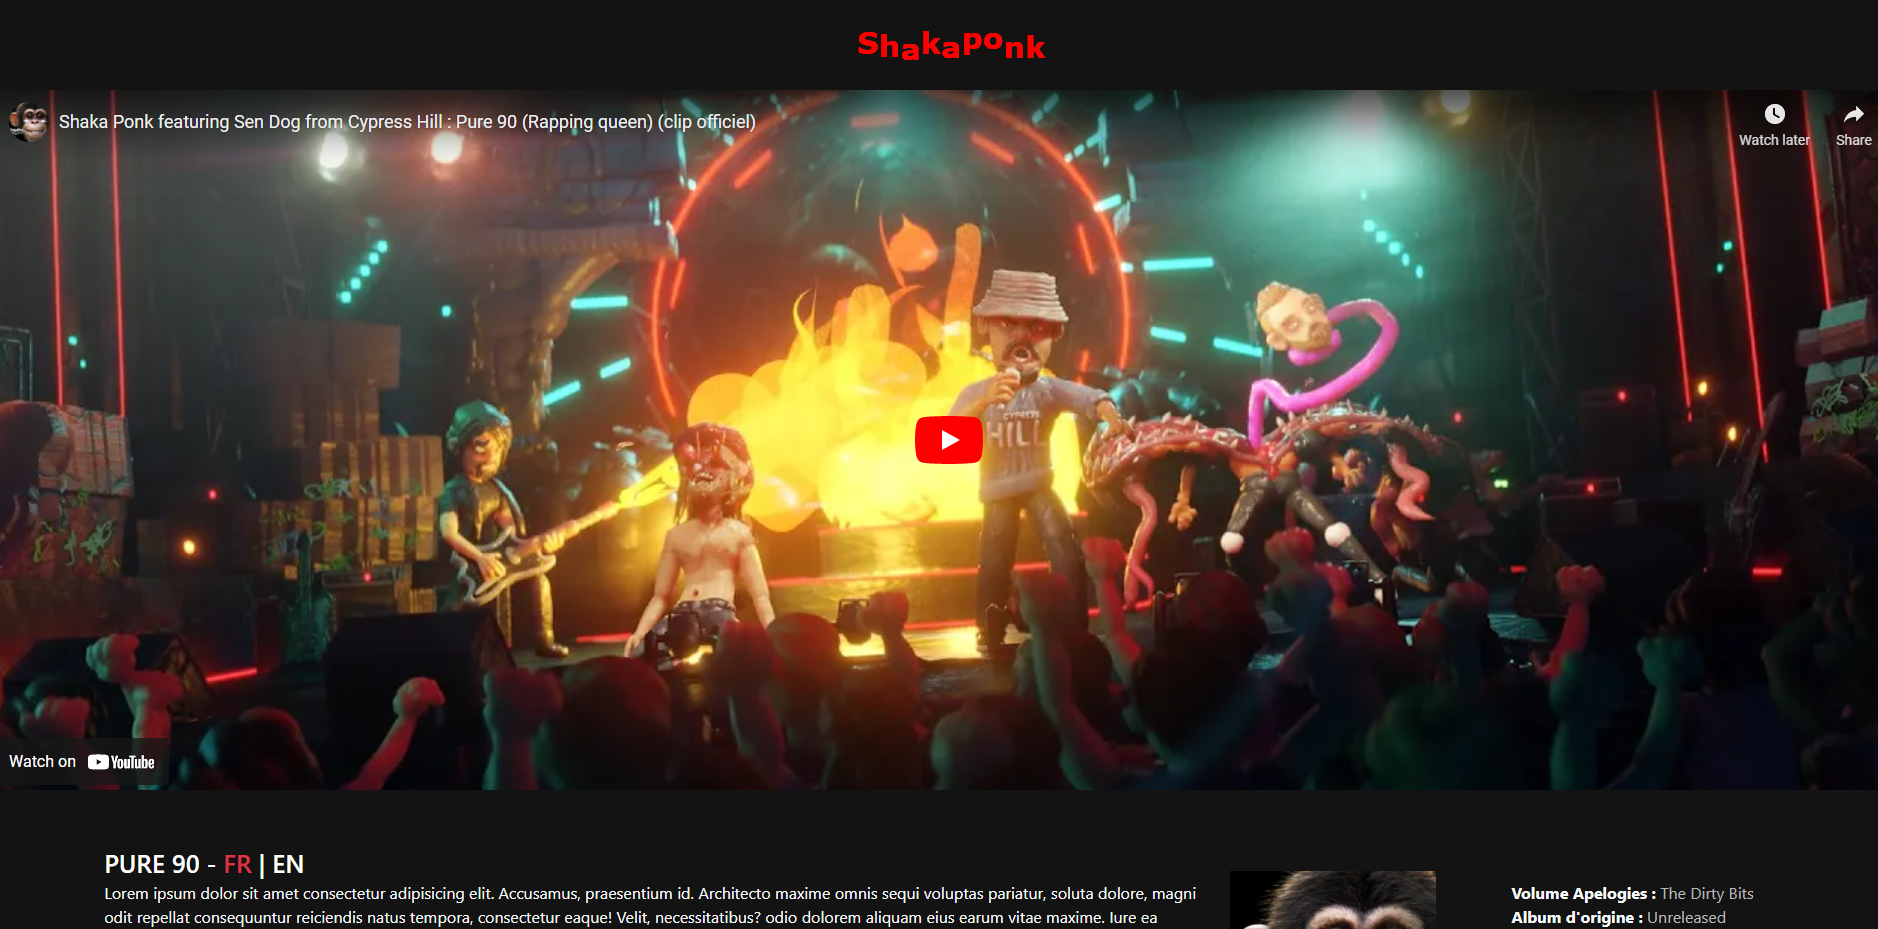 Shakaponk
Shaka Ponk featuring Sen Dog from Cypress Hill : Pure 90 (Rapping queen) (clip officiel)
Watch later
Share
CYPRESS
HILL
Watch on YouTube
PURE 90 - FR | EN
Lorem ipsum dolor sit amet consectetur adipisicing elit. Accusamus, praesentium id. Architecto maxime omnis sequi voluptas pariatur, soluta dolore, magni
odit repellat consequuntur reiciendis natus tempora, consectetur eaque! Velit, necessitatibus? odio dolorem aliquam eius earum vitae maxime. Iure ea
Volume Apelogies : The Dirty Bits
Album d'origine : Unreleased